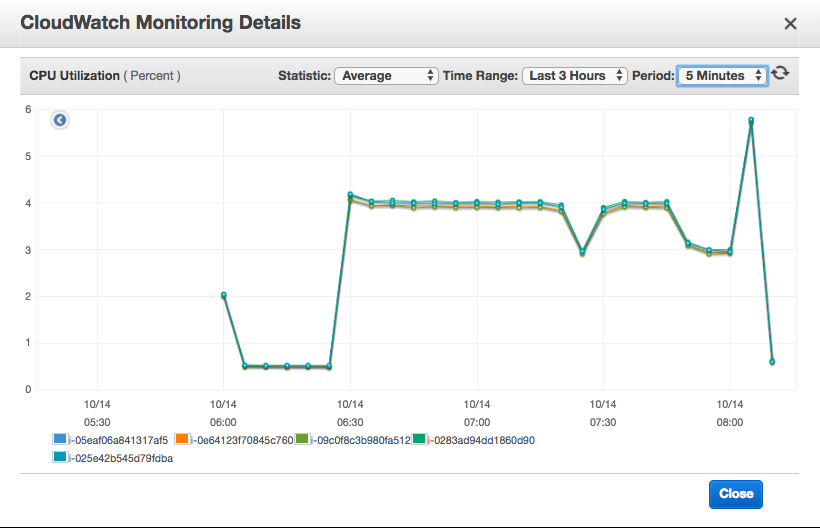 CloudWatch Monitoring Details
CPU Utilization ( Percent ) Statistic: Average Time Range: Last 3 Hours Period: 5 Minutes
6
5
4
3
2
1
0
10/14 10/14 10/14 10/14 10/14 10/14
05:30 06:00 06:30 07:00 07:30 08:00
i-05eaf06a841317af5 i-0e64123f70845c760 i-09c0f8c3b980fa512 i-0283ad94dd1860d90
i-025e42b545d79fdba
Close